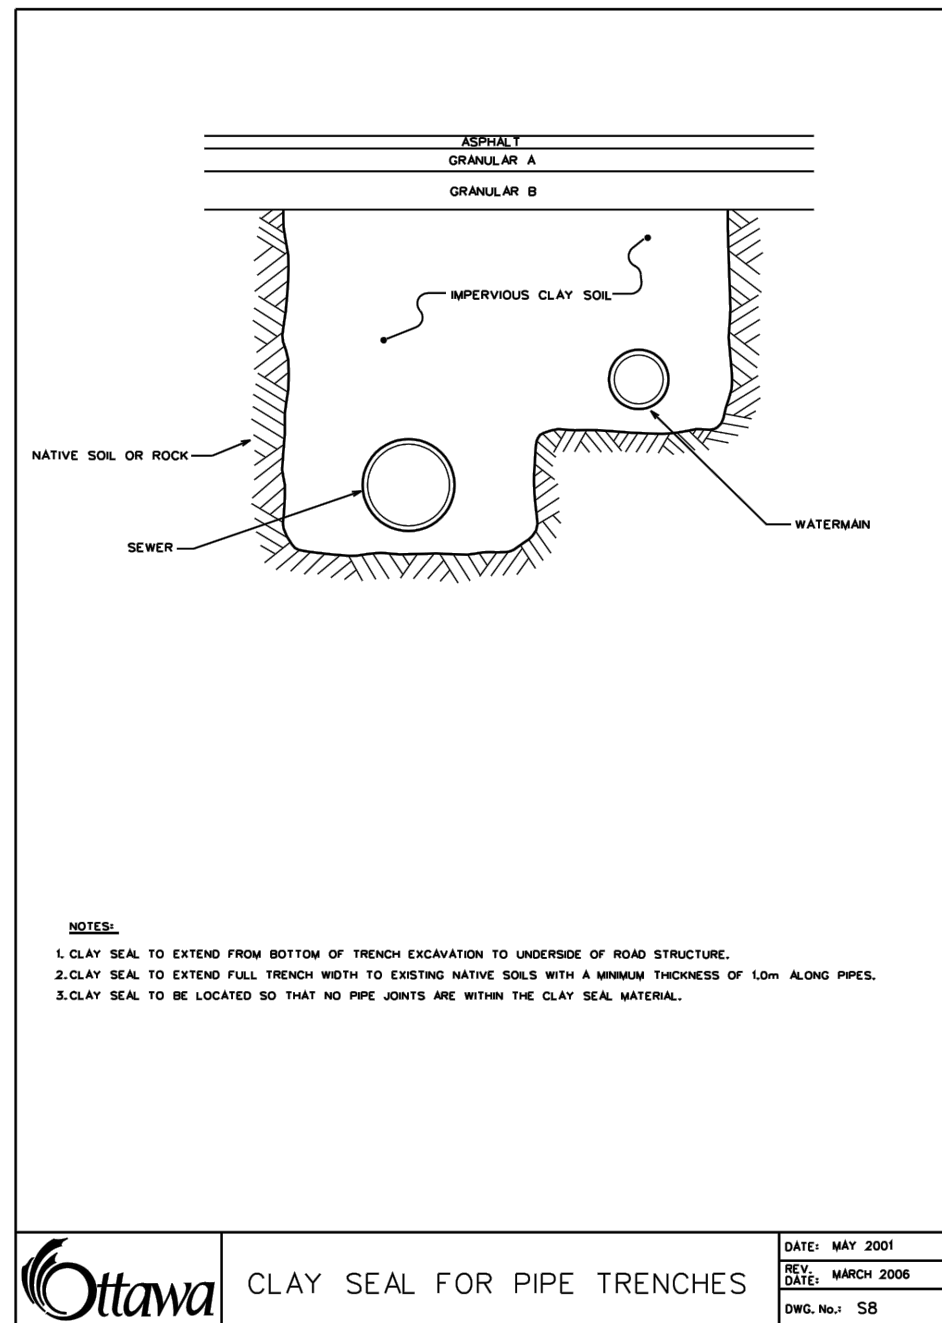 ASPHALT
GRANULAR A
GRANULAR B
IMPERVIOUS CLAY SOIL
NATIVE SOIL OR ROCK
SEWER
WATERMAIN
NOTES:
1. CLAY SEAL TO EXTEND FROM BOTTOM OF TRENCH EXCAVATION TO UNDERSIDE OF ROAD STRUCTURE.
2. CLAY SEAL TO EXTEND FULL TRENCH WIDTH TO EXISTING NATIVE SOILS WITH A MINIMUM THICKNESS OF 1.0m ALONG PIPES.
3. CLAY SEAL TO BE LOCATED SO THAT NO PIPE JOINTS ARE WITHIN THE CLAY SEAL MATERIAL.
Ottawa
CLAY SEAL FOR PIPE TRENCHES
DATE: MAY 2001
REV. DATE: MARCH 2006
DWG. No.: S8